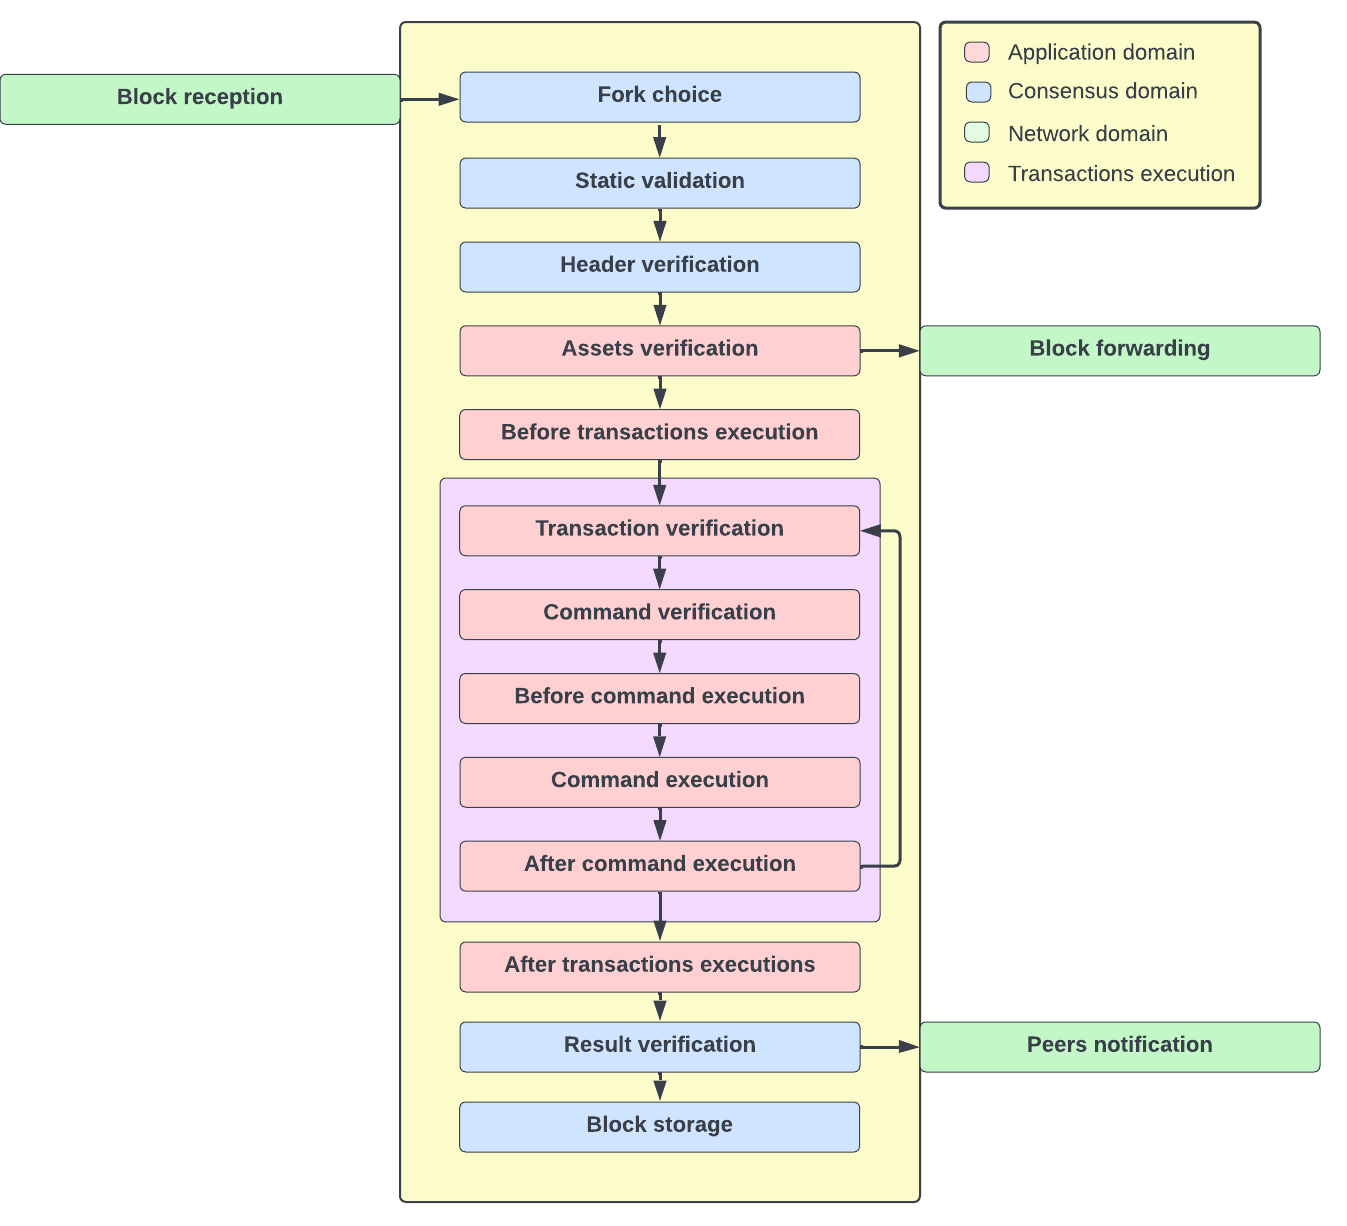 Block reception
Fork choice
Static validation
Header verification
Assets verification
Block forwarding
Before transactions execution
Transaction verification
Command verification
Before command execution
Command execution
After command execution
After transactions executions
Result verification
Peers notification
Block storage
Application domain
Consensus domain
Network domain
Transactions execution